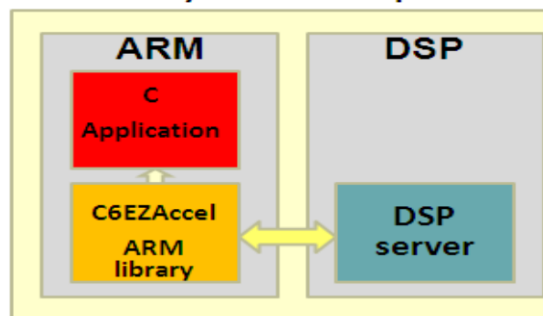 ARM
DSP
C
Application
C6EZAccel
ARM
library
DSP
server